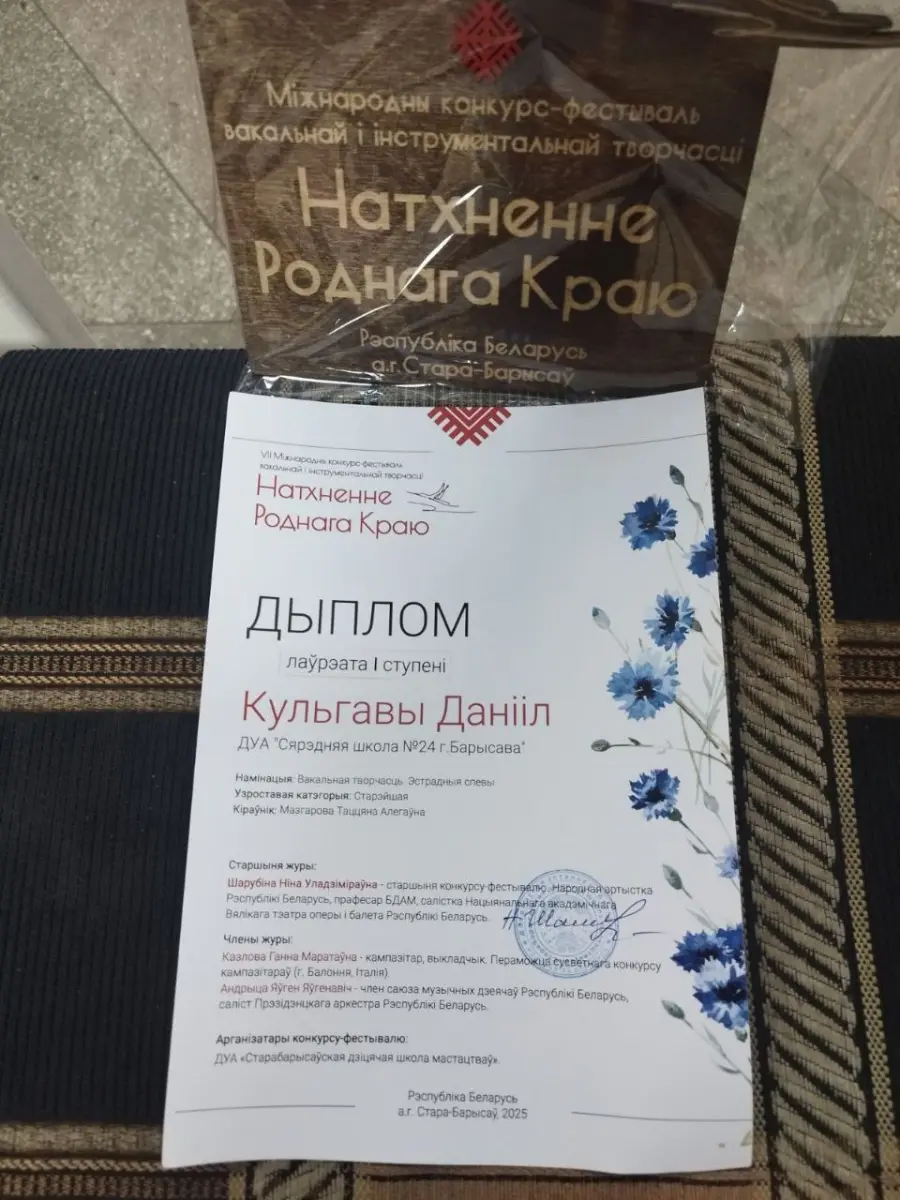 Міжнародны конкурс-фестываль
вакальнай і інструментальнай творчасці
Натхненне
Роднага Краю
Рэспубліка Беларусь
а.г. Стара-Барысаў
VII Міжнародны конкурс-фестываль
вакальнай і інструментальнай творчасці
Натхненне
Роднага Краю
ДЫПЛОМ
лаўрэата I ступені
Кульгавы Данііл
ДУА "Сярэдняя школа №24 г.Барысава"
Намінацыя: Вакальная творчасць. Эстрадныя спевы
Узроставая катэгорыя: Старэйшая
Кіраўнік: Мазгарова Таццяна Алегаўна
Старшыня журы:
Шарубіна Ніна Уладзіміраўна - старшыня конкурсу-фестывалю. Народная артыстка
Рэспублікі Беларусь, прафесар БДАМ, салістка Нацыянальнага акадэмічнага
Вялікага тэатра оперы і балета Рэспублікі Беларусь.
Члены журы:
Казлова Ганна Маратаўна - кампазітар, выкладчык. Пераможца сусветнага конкурсу
кампазітараў (г. Балоння, Італія).
Андрыца Яўген Яўгенавіч - член саюза музычных дзеячаў Рэспублікі Беларусь,
саліст Прэзідэнцкага аркестра Рэспублікі Беларусь.
Арганізатары конкурсу-фестывалю:
ДУА «Старабарысаўская дзіцячая школа мастацтваў».
Рэспубліка Беларусь
а.г. Стара-Барысаў, 2025